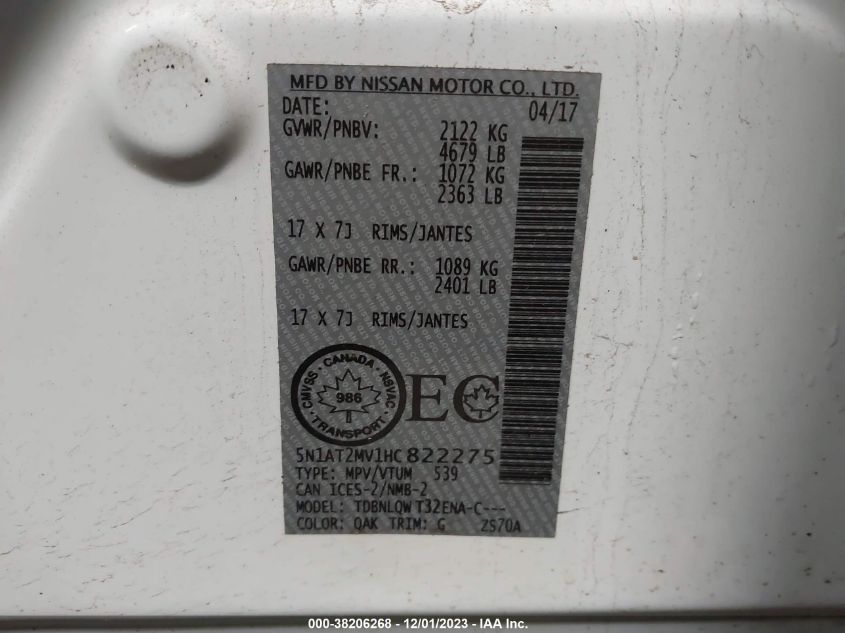 MFD BY NISSAN MOTOR CO., LTD.
DATE: 04/17
GVWR/PNBV: 2122 KG
4679 LB
GAWR/PNBE FR.: 1072 KG
2363 LB
17 X 7J RIMS/JANTES
GAWR/PNBE RR.: 1089 KG
2401 LB
17 X 7J RIMS/JANTES
CMVSS · CANADA · NSVAC · TRANSPORT ·
986
EC
5N1AT2MV1HC822275
TYPE: MPV/VTUM 539
CAN ICES-2/NMB-2
MODEL: TDBNLQW T32ENA-C---
COLOR: QAK TRIM: G ZS70A
000-38206268 - 12/01/2023 - IAA Inc.